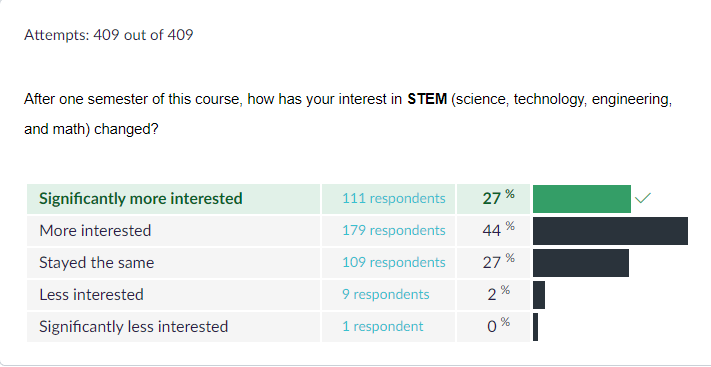 Attempts: 409 out of 409
After one semester of this course, how has your interest in STEM (science, technology, engineering,
and math) changed?
Significantly more interested 111 respondents 27 %
More interested 179 respondents 44 %
Stayed the same 109 respondents 27 %
Less interested 9 respondents 2 %
Significantly less interested 1 respondent 0 %